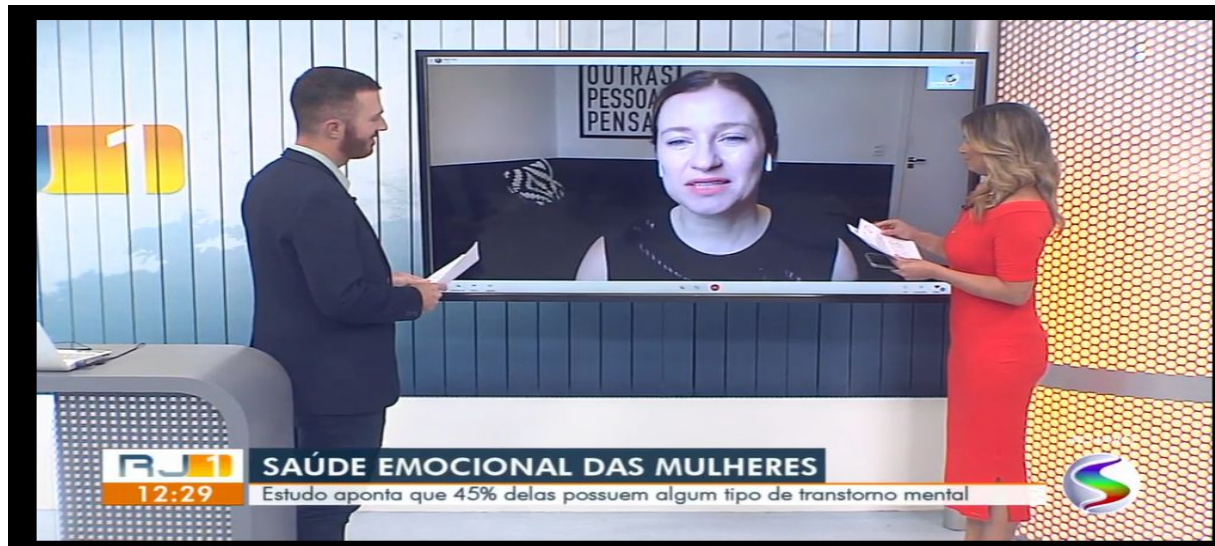 OUTRAS
PESSOA
PENSA
1
RJ1
SAÚDE EMOCIONAL DAS MULHERES
12:29
Estudo aponta que 45% delas possuem algum tipo de transtorno mental